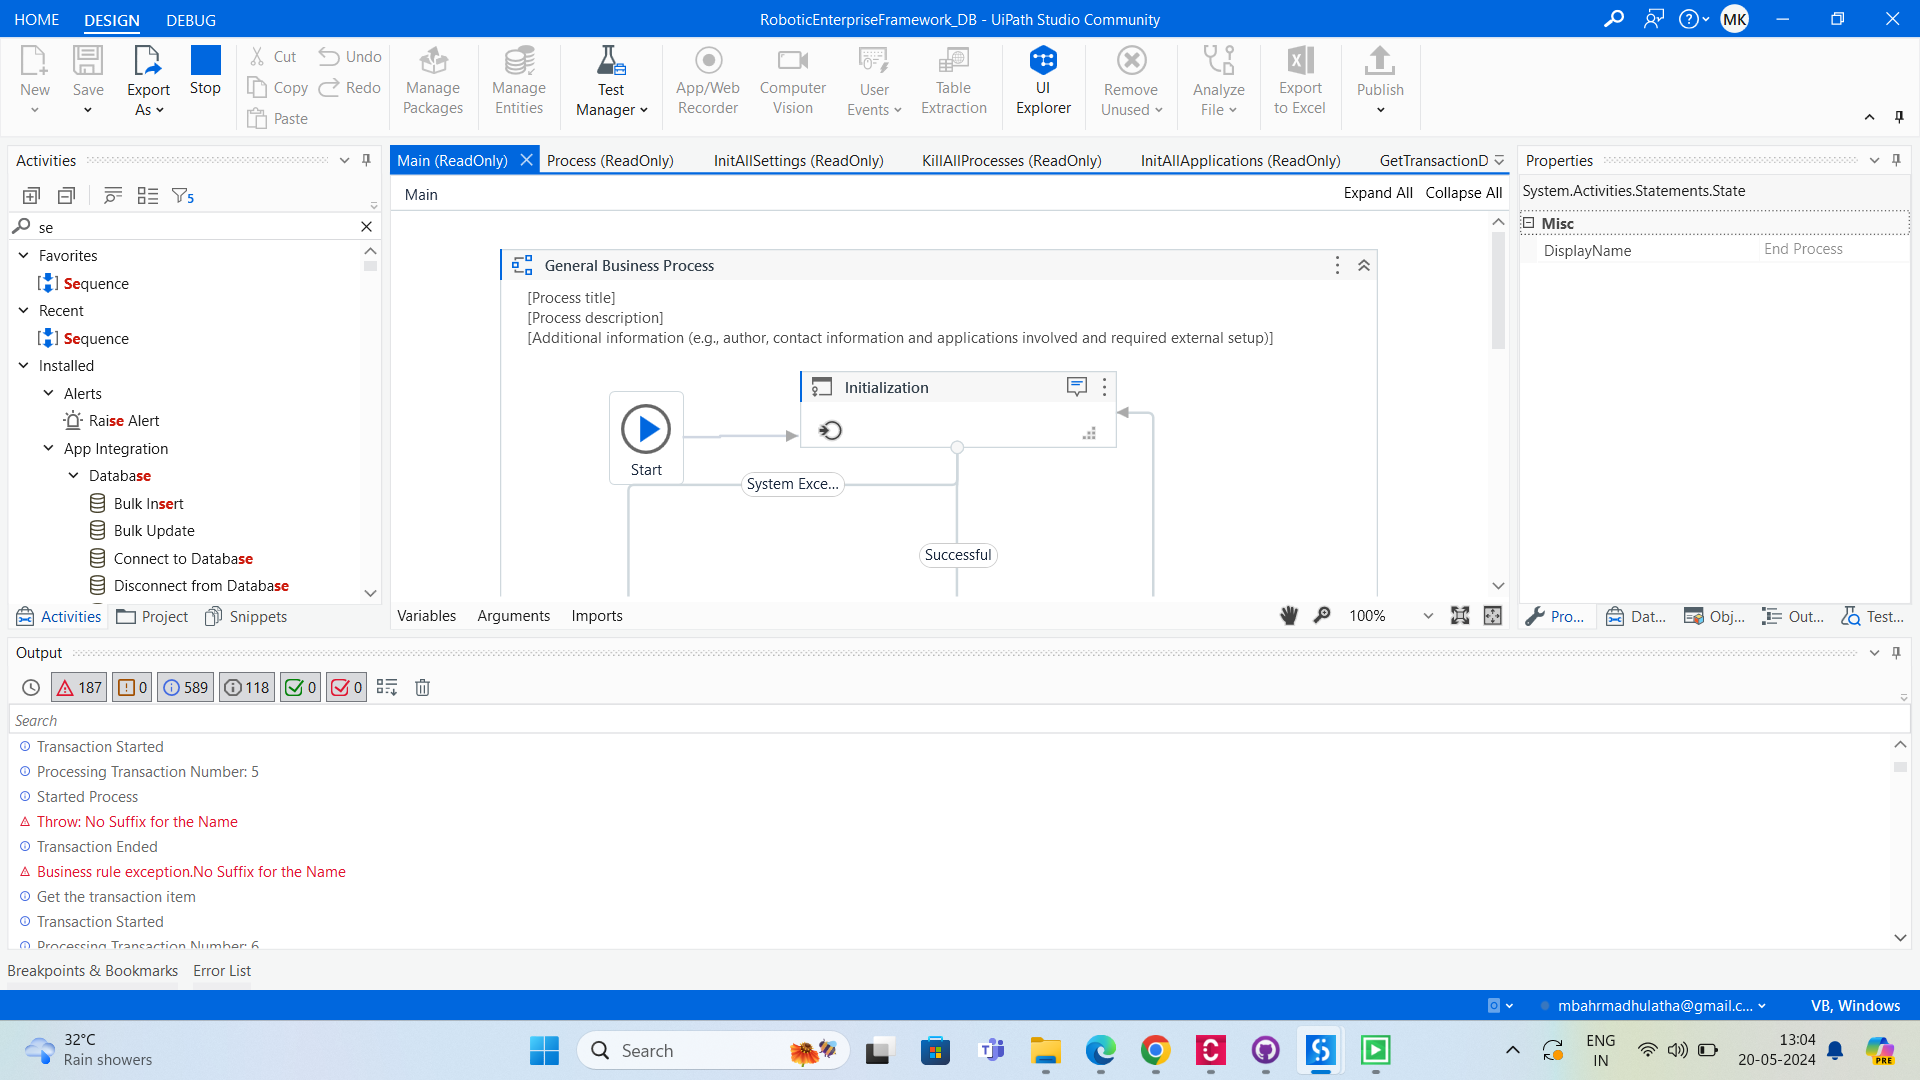 HOME DESIGN DEBUG
RoboticEnterpriseFramework_DB - UiPath Studio Community
MK
New
Save
Export As
Stop
Cut
Copy
Paste
Undo
Redo
Manage Packages
Manage Entities
Test Manager
App/Web Recorder
Computer Vision
User Events
Table Extraction
UI Explorer
Remove Unused
Analyze File
Export to Excel
Publish
Activities
5
se
Favorites
Sequence
Recent
Sequence
Installed
Alerts
Raise Alert
App Integration
Database
Bulk Insert
Bulk Update
Connect to Database
Disconnect from Database
Activities Project Snippets
Main (ReadOnly) Process (ReadOnly) InitAllSettings (ReadOnly) KillAllProcesses (ReadOnly) InitAllApplications (ReadOnly) GetTransactionD
Main
Expand All Collapse All
General Business Process
[Process title]
[Process description]
[Additional information (e.g., author, contact information and applications involved and required external setup)]
Initialization
Start
System Exce...
Successful
Variables Arguments Imports
100%
Properties
System.Activities.Statements.State
Misc
DisplayName End Process
Pro... Dat... Obj... Out... Test...
Output
187 0 589 118 0 0
Search
Transaction Started
Processing Transaction Number: 5
Started Process
Throw: No Suffix for the Name
Transaction Ended
Business rule exception.No Suffix for the Name
Get the transaction item
Transaction Started
Processing Transaction Number: 6
Breakpoints & Bookmarks Error List
mbahrmadhulatha@gmail.c... VB, Windows
32°C
Rain showers
Search
ENG
IN
13:04
20-05-2024
PRE